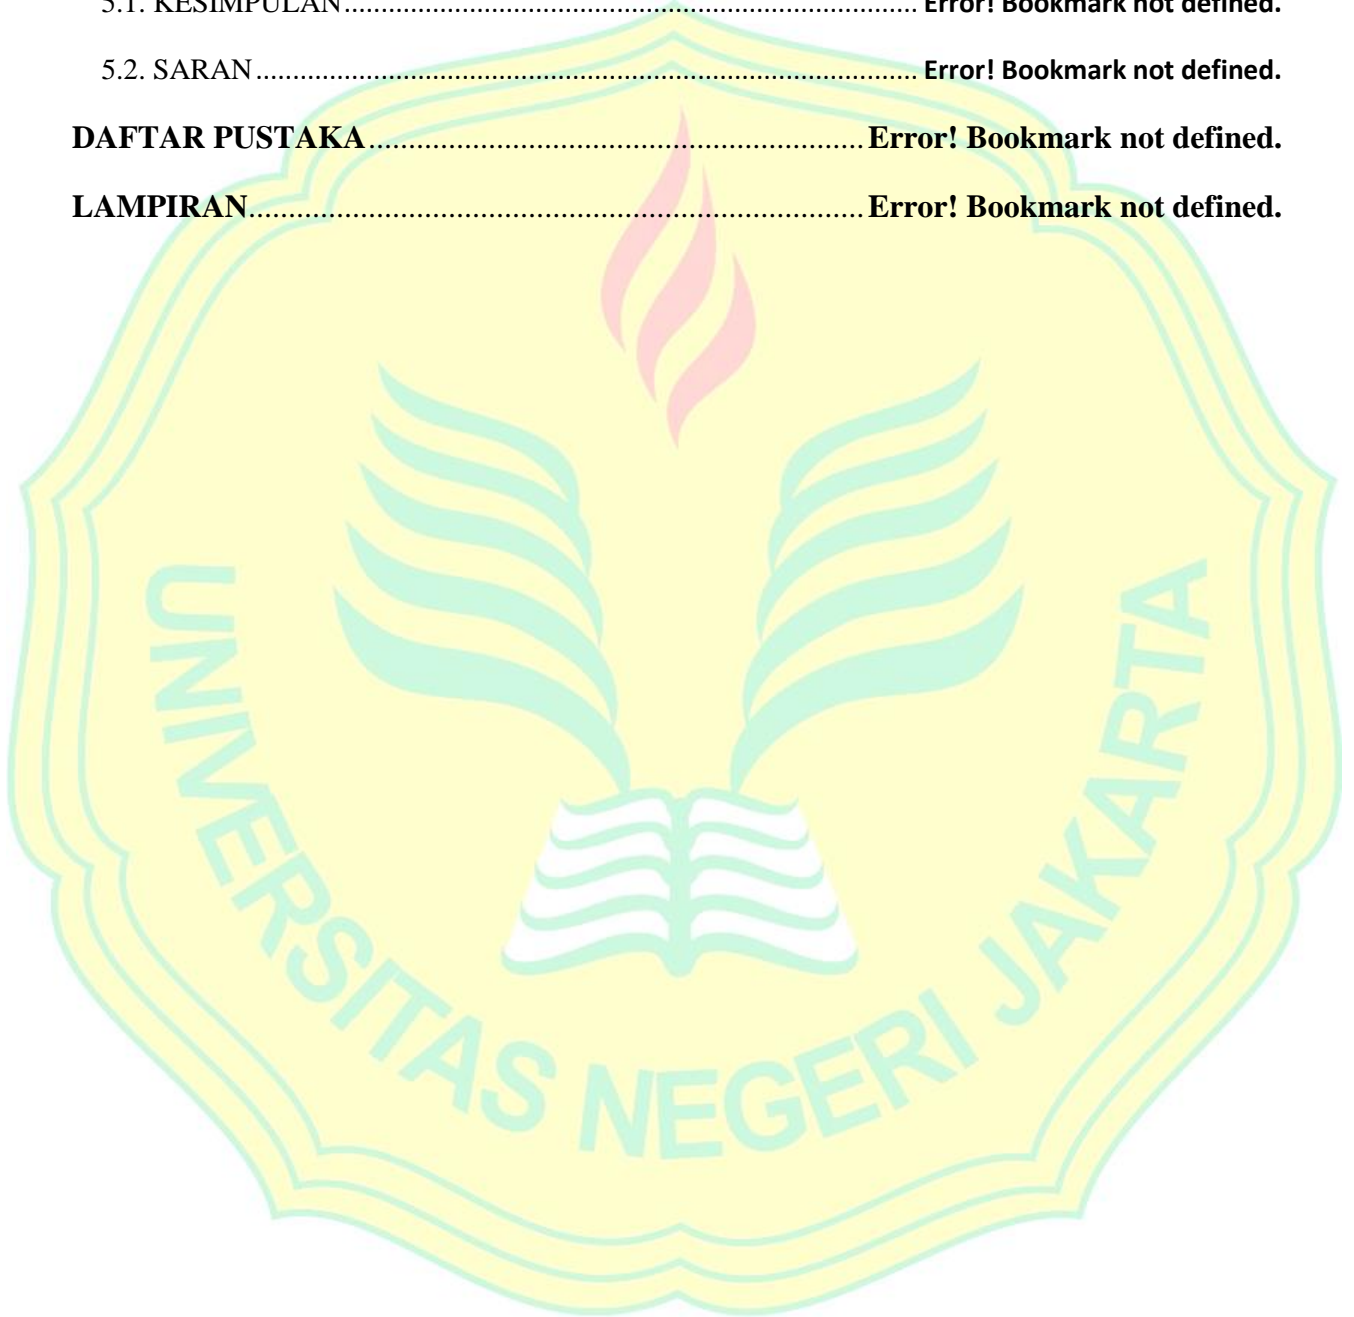 5.1. KESIMPULAN............................................................................. Error! Bookmark not defined.
5.2. SARAN......................................................................................... Error! Bookmark not defined.
DAFTAR PUSTAKA............................................................ Error! Bookmark not defined.
LAMPIRAN.......................................................................... Error! Bookmark not defined.
UNIVERSITAS NEGERI JAKARTA